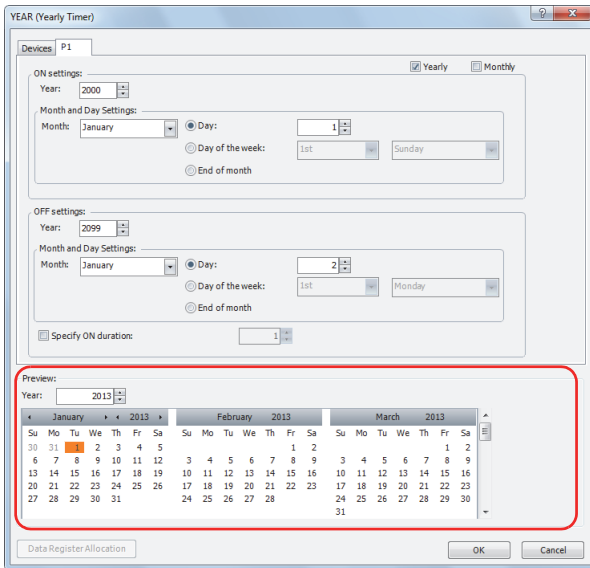 YEAR (Yearly Timer)
Devices P1
Yearly Monthly
ON settings:
Year: 2000
Month and Day Settings:
Month: January Day: 1
Day of the week: 1st Sunday
End of month
OFF settings:
Year: 2099
Month and Day Settings:
Month: January Day: 2
Day of the week: 1st Monday
End of month
Specify ON duration: 1
Preview:
Year: 2013
January 2013 February 2013 March 2013
Su Mo Tu We Th Fr Sa Su Mo Tu We Th Fr Sa Su Mo Tu We Th Fr Sa
30 31 1 2 3 4 5 1 2 1 2
6 7 8 9 10 11 12 3 4 5 6 7 8 9 3 4 5 6 7 8 9
13 14 15 16 17 18 19 10 11 12 13 14 15 16 10 11 12 13 14 15 16
20 21 22 23 24 25 26 17 18 19 20 21 22 23 17 18 19 20 21 22 23
27 28 29 30 31 24 25 26 27 28 24 25 26 27 28 29 30
31
Data Register Allocation OK Cancel